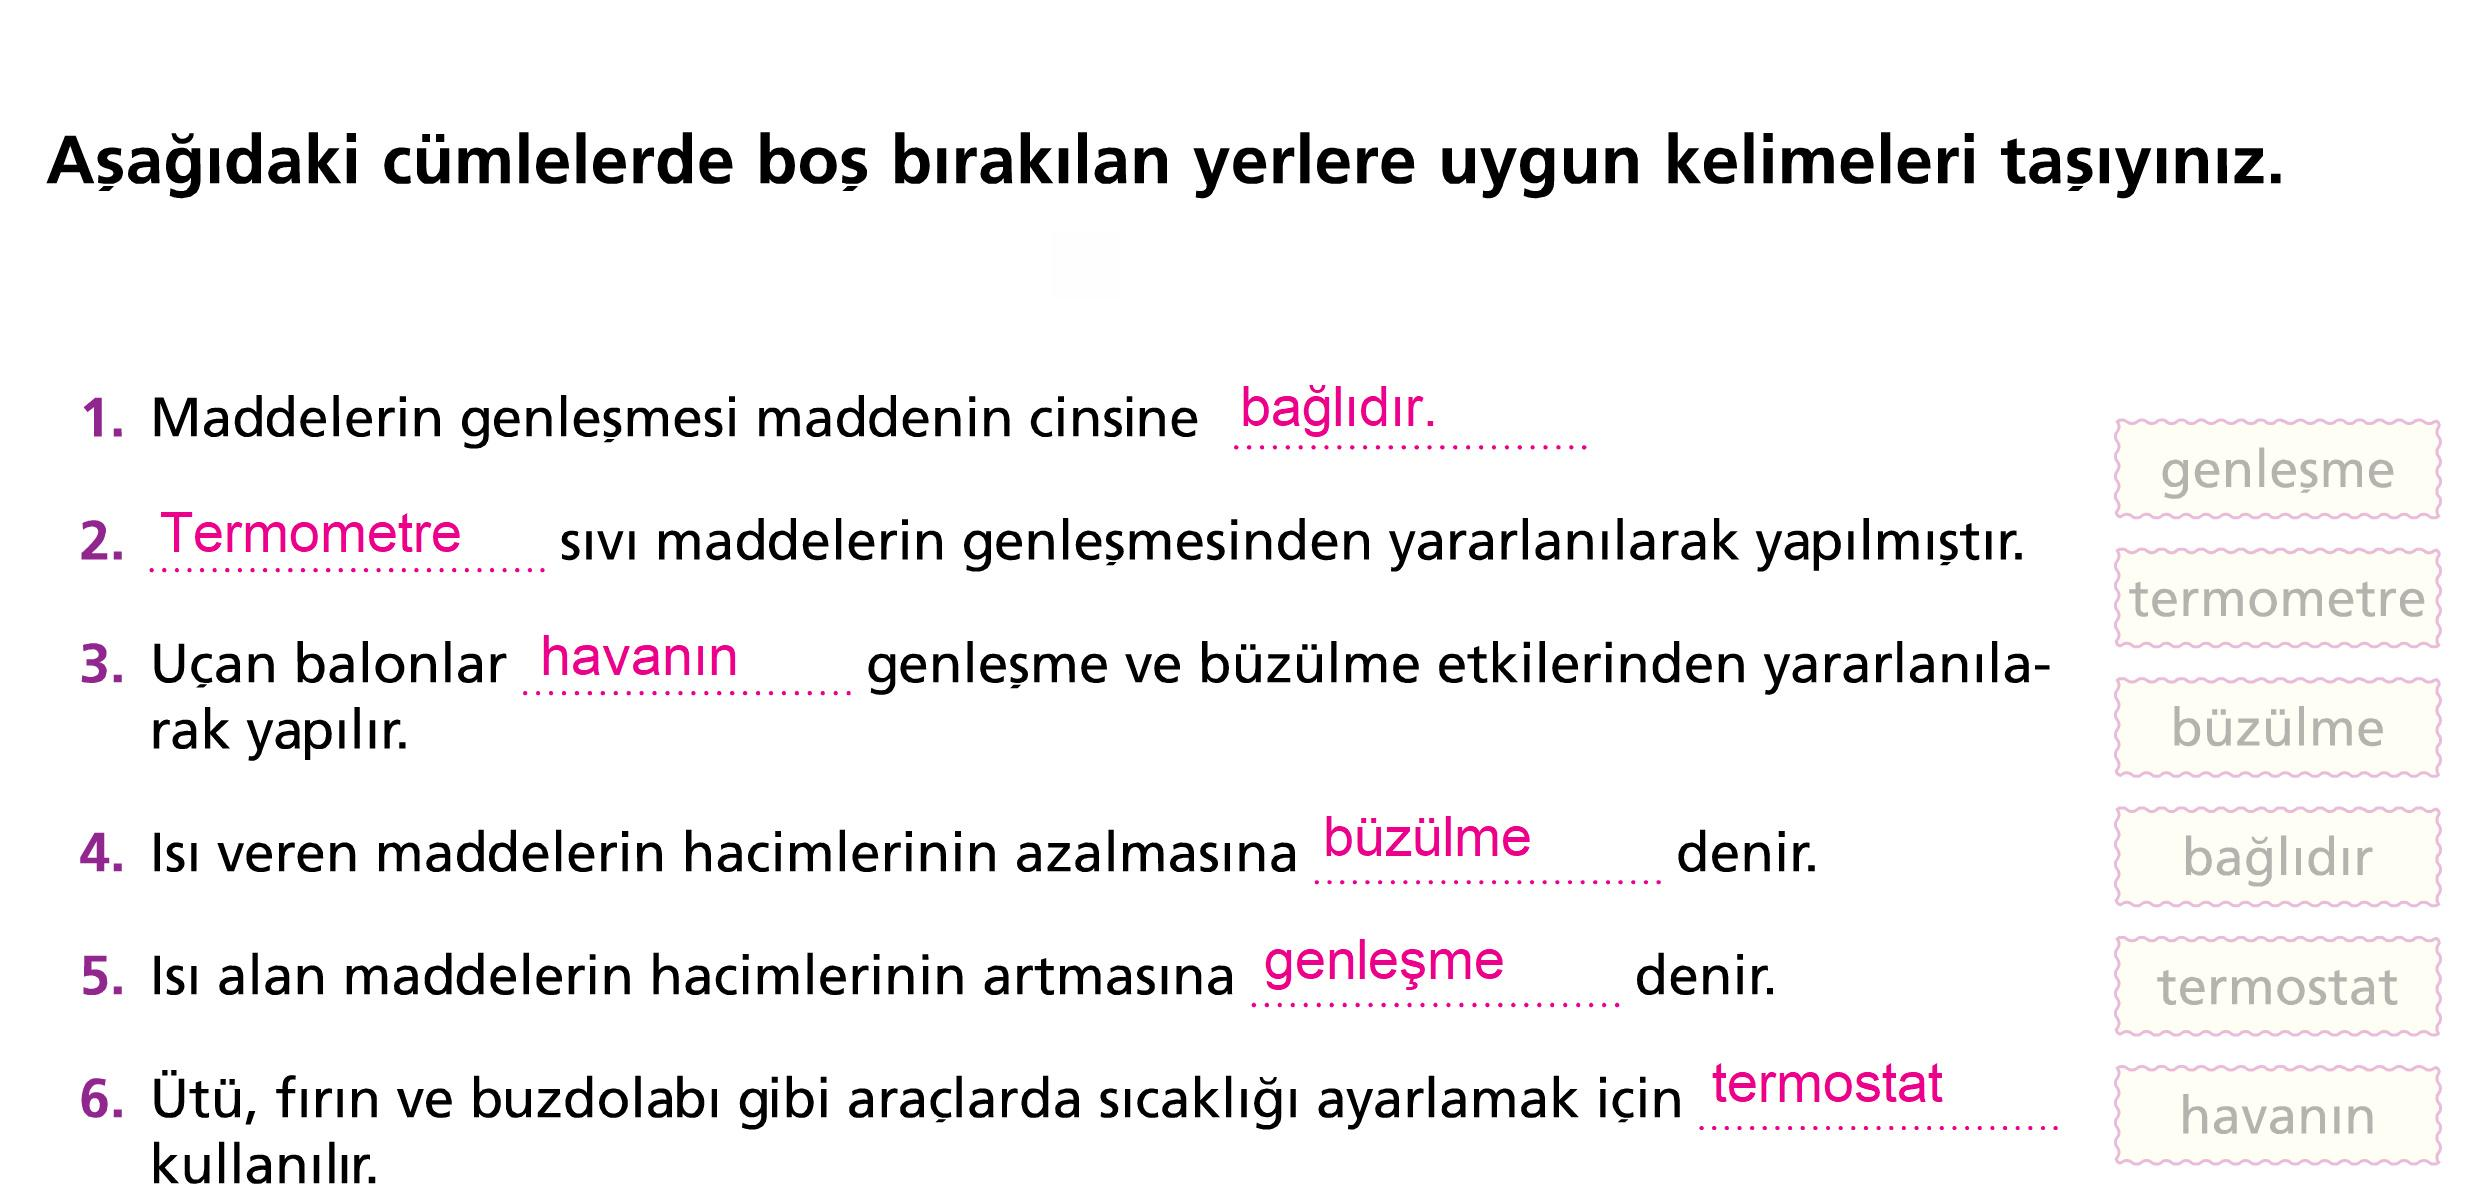 Aşağıdaki cümlelerde boş bırakılan yerlere uygun kelimeleri taşıyınız.
1. Maddelerin genleşmesi maddenin cinsine bağlıdır.
2. Termometre sıvı maddelerin genleşmesinden yararlanılarak yapılmıştır.
3. Uçan balonlar havanın genleşme ve büzülme etkilerinden yararlanıla-
rak yapılır.
4. Isı veren maddelerin hacimlerinin azalmasına büzülme denir.
5. Isı alan maddelerin hacimlerinin artmasına genleşme denir.
6. Ütü, fırın ve buzdolabı gibi araçlarda sıcaklığı ayarlamak için termostat
kullanılır.
genleşme
termometre
büzülme
bağlıdır
termostat
havanın